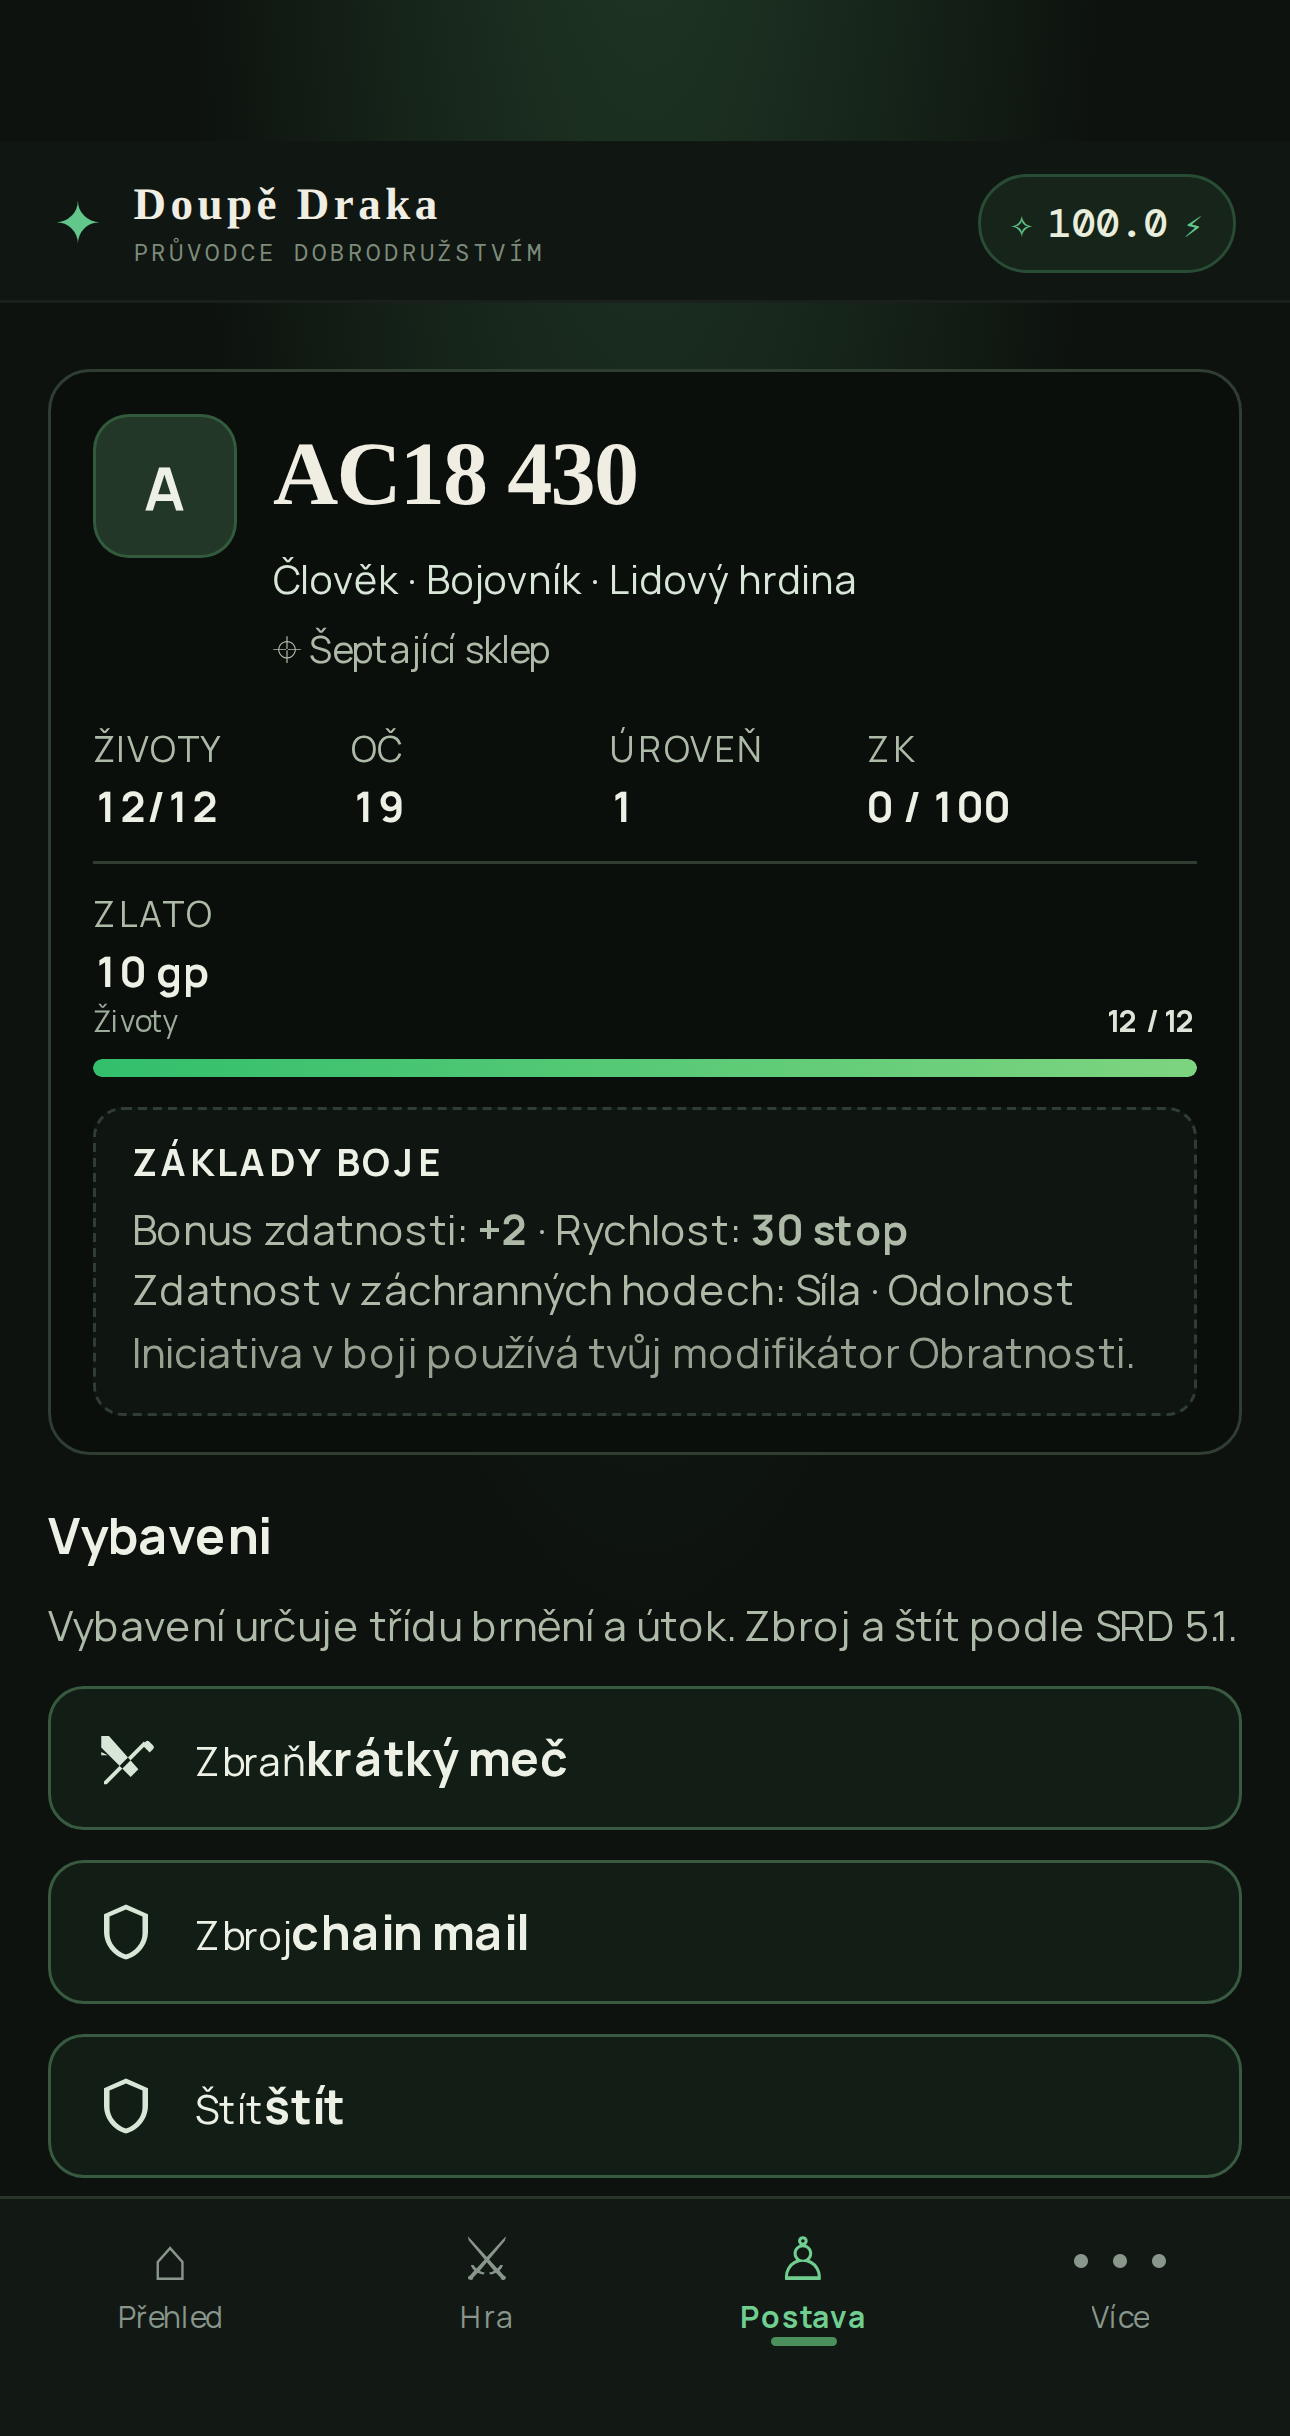 Doupě Draka
PRŮVODCE DOBRODRUŽSTVÍM
✧ 100.0 ⚡
A
AC18 430
Člověk · Bojovník · Lidový hrdina
⌖ Šeptající sklep
ŽIVOTY OČ ÚROVEŇ ZK
12/12 19 1 0 / 100
ZLATO
10 gp
Životy 12 / 12
ZÁKLADY BOJE
Bonus zdatnosti: +2 · Rychlost: 30 stop
Zdatnost v záchranných hodech: Síla · Odolnost
Iniciativa v boji používá tvůj modifikátor Obratnosti.
Vybaveni
Vybavení určuje třídu brnění a útok. Zbroj a štít podle SRD 5.1.
Zbraňkrátký meč
Zbrojchain mail
Štítštít
Přehled Hra Postava Více